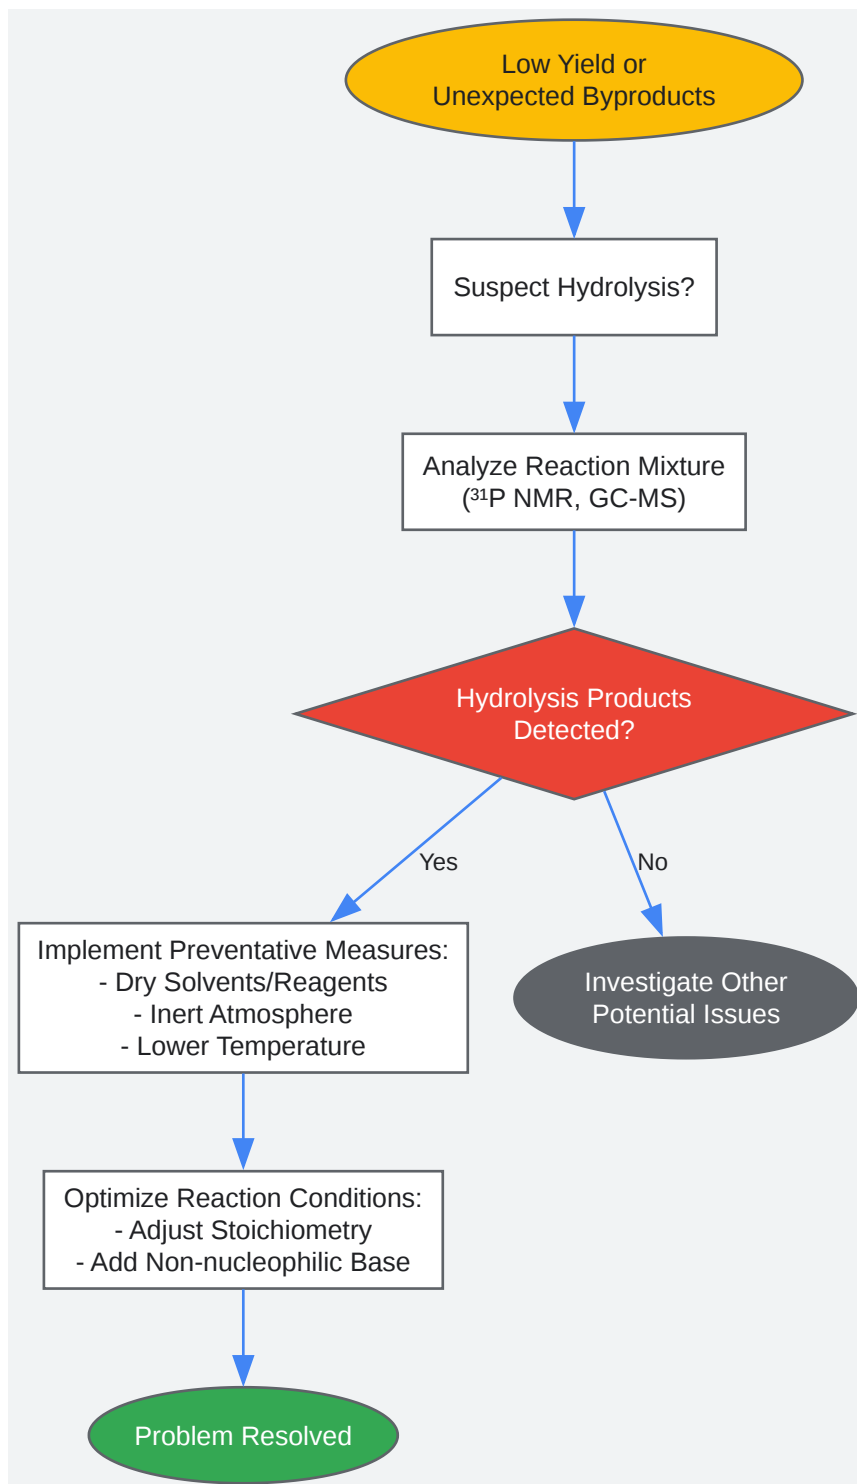 Low Yield or
Unexpected Byproducts
Suspect Hydrolysis?
Analyze Reaction Mixture
(³¹P NMR, GC-MS)
Hydrolysis Products
Detected?
Yes
No
Implement Preventative Measures:
- Dry Solvents/Reagents
- Inert Atmosphere
- Lower Temperature
Investigate Other
Potential Issues
Optimize Reaction Conditions:
- Adjust Stoichiometry
- Add Non-nucleophilic Base
Problem Resolved